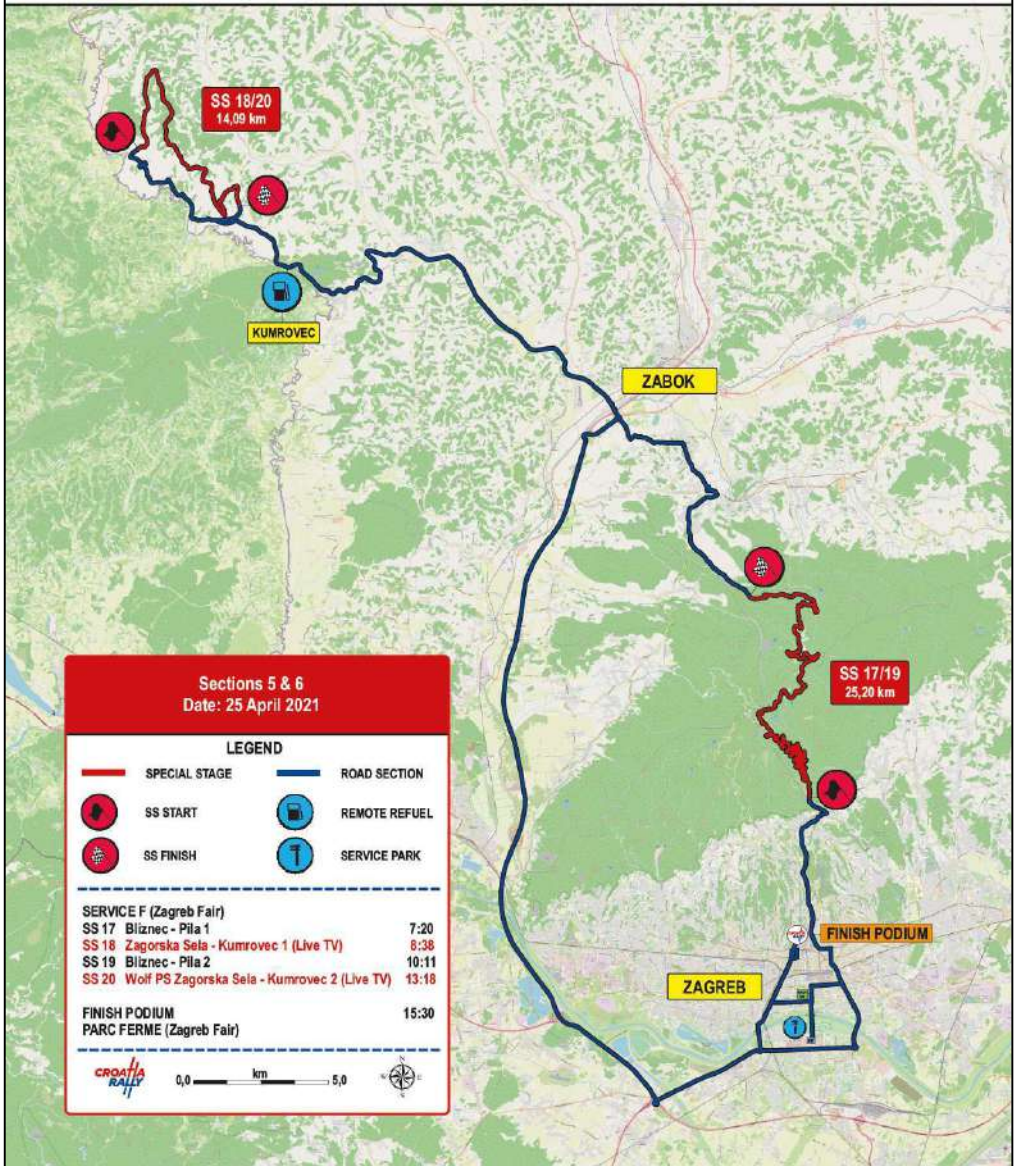 SS 18/20
14,09 km
KUMROVEC
ZABOK
SS 17/19
25,20 km
FINISH PODIUM
ZAGREB
Sections 5 & 6
Date: 25 April 2021
LEGEND
SPECIAL STAGE
ROAD SECTION
SS START
REMOTE REFUEL
SS FINISH
SERVICE PARK
SERVICE F (Zagreb Fair)
SS 17 Bliznec - Pila 1 7:20
SS 18 Zagorska Sela - Kumrovec 1 (Live TV) 8:38
SS 19 Bliznec - Pila 2 10:11
SS 20 Wolf PS Zagorska Sela - Kumrovec 2 (Live TV) 13:18
FINISH PODIUM 15:30
PARC FERME (Zagreb Fair)
CROATIA
RALLY
0,0 km 5,0